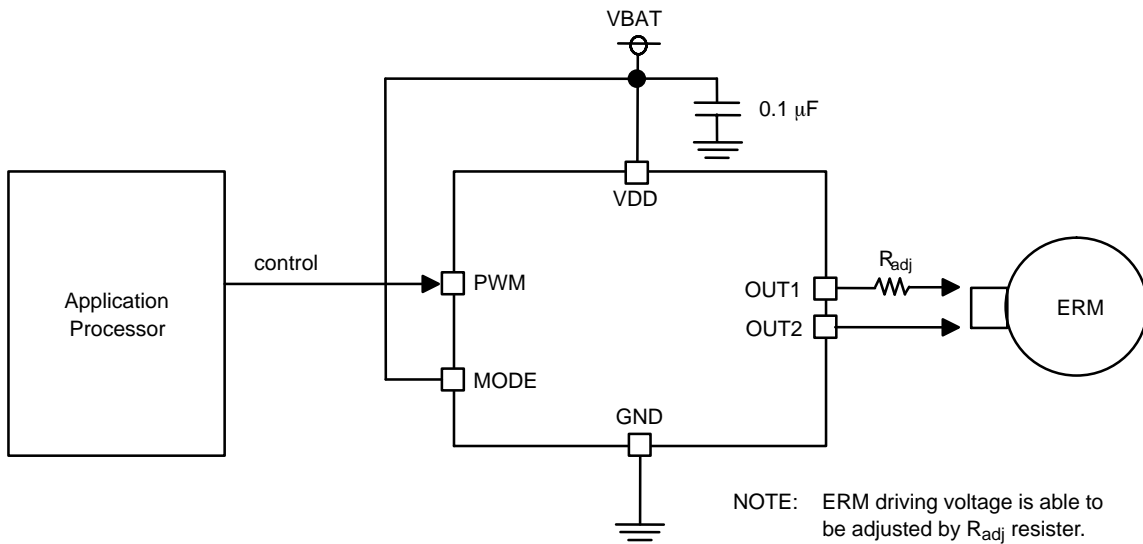 VBAT
0.1 μF
VDD
control
PWM
Application
Processor
MODE
OUT1
OUT2
Radj
ERM
GND
NOTE: ERM driving voltage is able to
be adjusted by Radj resister.